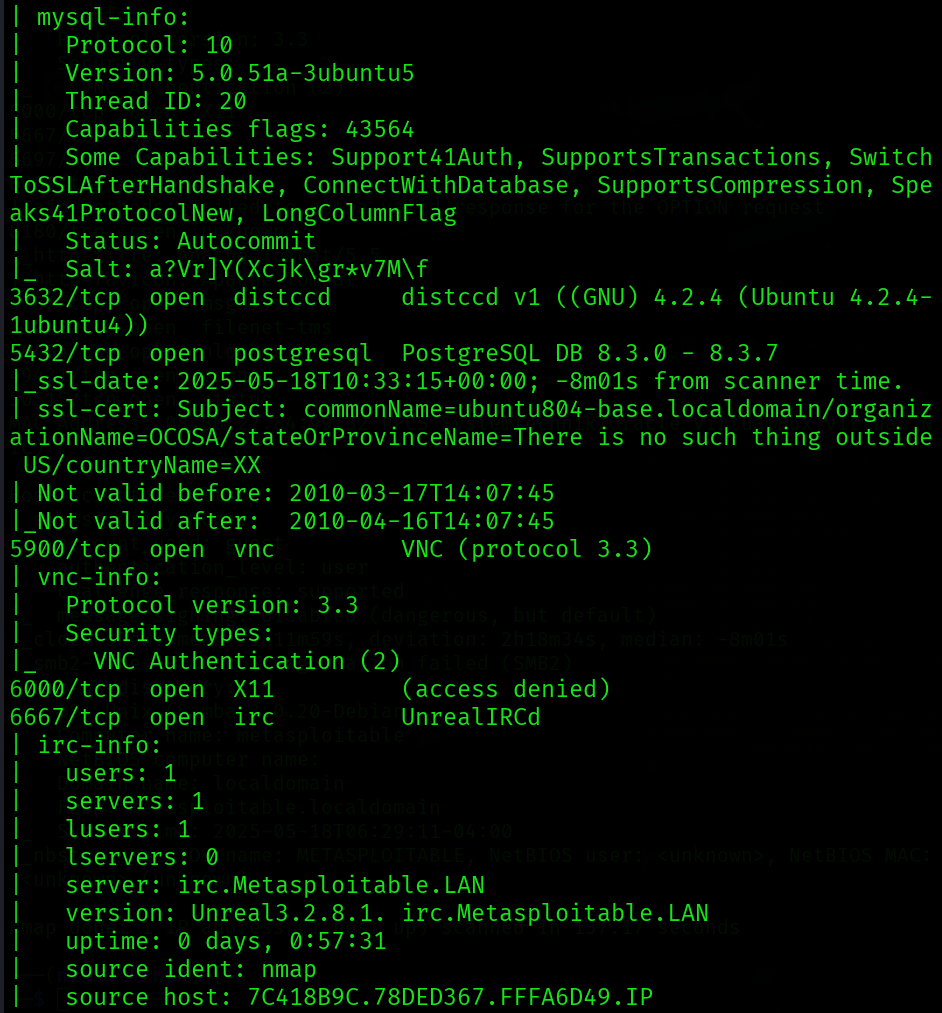 | mysql-info:
|   Protocol: 10
|   Version: 5.0.51a-3ubuntu5
|   Thread ID: 20
|   Capabilities flags: 43564
|   Some Capabilities: Support41Auth, SupportsTransactions, Switch
ToSSLAfterHandshake, ConnectWithDatabase, SupportsCompression, Spe
aks41ProtocolNew, LongColumnFlag
|   Status: Autocommit
|_  Salt: a?Vr]Y(Xcjk\gr*v7M\f
3632/tcp  open  distccd     distccd v1 ((GNU) 4.2.4 (Ubuntu 4.2.4-
1ubuntu4))
5432/tcp  open  postgresql  PostgreSQL DB 8.3.0 - 8.3.7
|_ssl-date: 2025-05-18T10:33:15+00:00; -8m01s from scanner time.
| ssl-cert: Subject: commonName=ubuntu804-base.localdomain/organiz
ationName=OCOSA/stateOrProvinceName=There is no such thing outside
 US/countryName=XX
| Not valid before: 2010-03-17T14:07:45
|_Not valid after:  2010-04-16T14:07:45
5900/tcp  open  vnc         VNC (protocol 3.3)
| vnc-info:
|   Protocol version: 3.3
|   Security types:
|_    VNC Authentication (2)
6000/tcp  open  X11         (access denied)
6667/tcp  open  irc         UnrealIRCd
| irc-info:
|   users: 1
|   servers: 1
|   lusers: 1
|   lservers: 0
|   server: irc.Metasploitable.LAN
|   version: Unreal3.2.8.1. irc.Metasploitable.LAN
|   uptime: 0 days, 0:57:31
|   source ident: nmap
|   source host: 7C418B9C.78DED367.FFFA6D49.IP